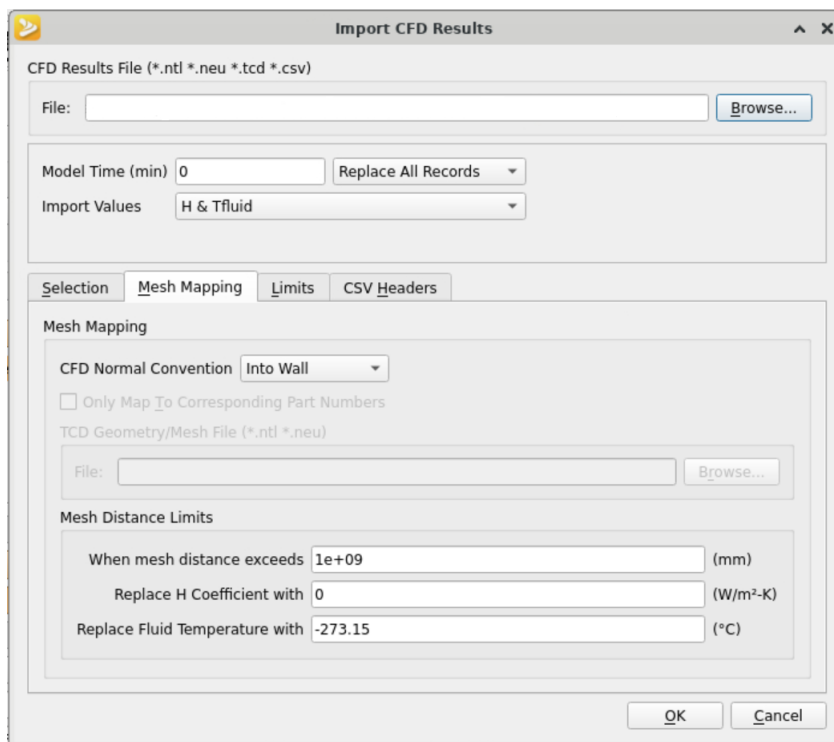 Import CFD Results
CFD Results File (*.ntl *.neu *.tcd *.csv)
File: Browse...
Model Time (min) 0 Replace All Records
Import Values H & Tfluid
Selection Mesh Mapping Limits CSV Headers
Mesh Mapping
CFD Normal Convention Into Wall
Only Map To Corresponding Part Numbers
TCD Geometry/Mesh File (*.ntl *.neu)
File: Browse...
Mesh Distance Limits
When mesh distance exceeds 1e+09 (mm)
Replace H Coefficient with 0 (W/m²-K)
Replace Fluid Temperature with -273.15 (°C)
OK Cancel